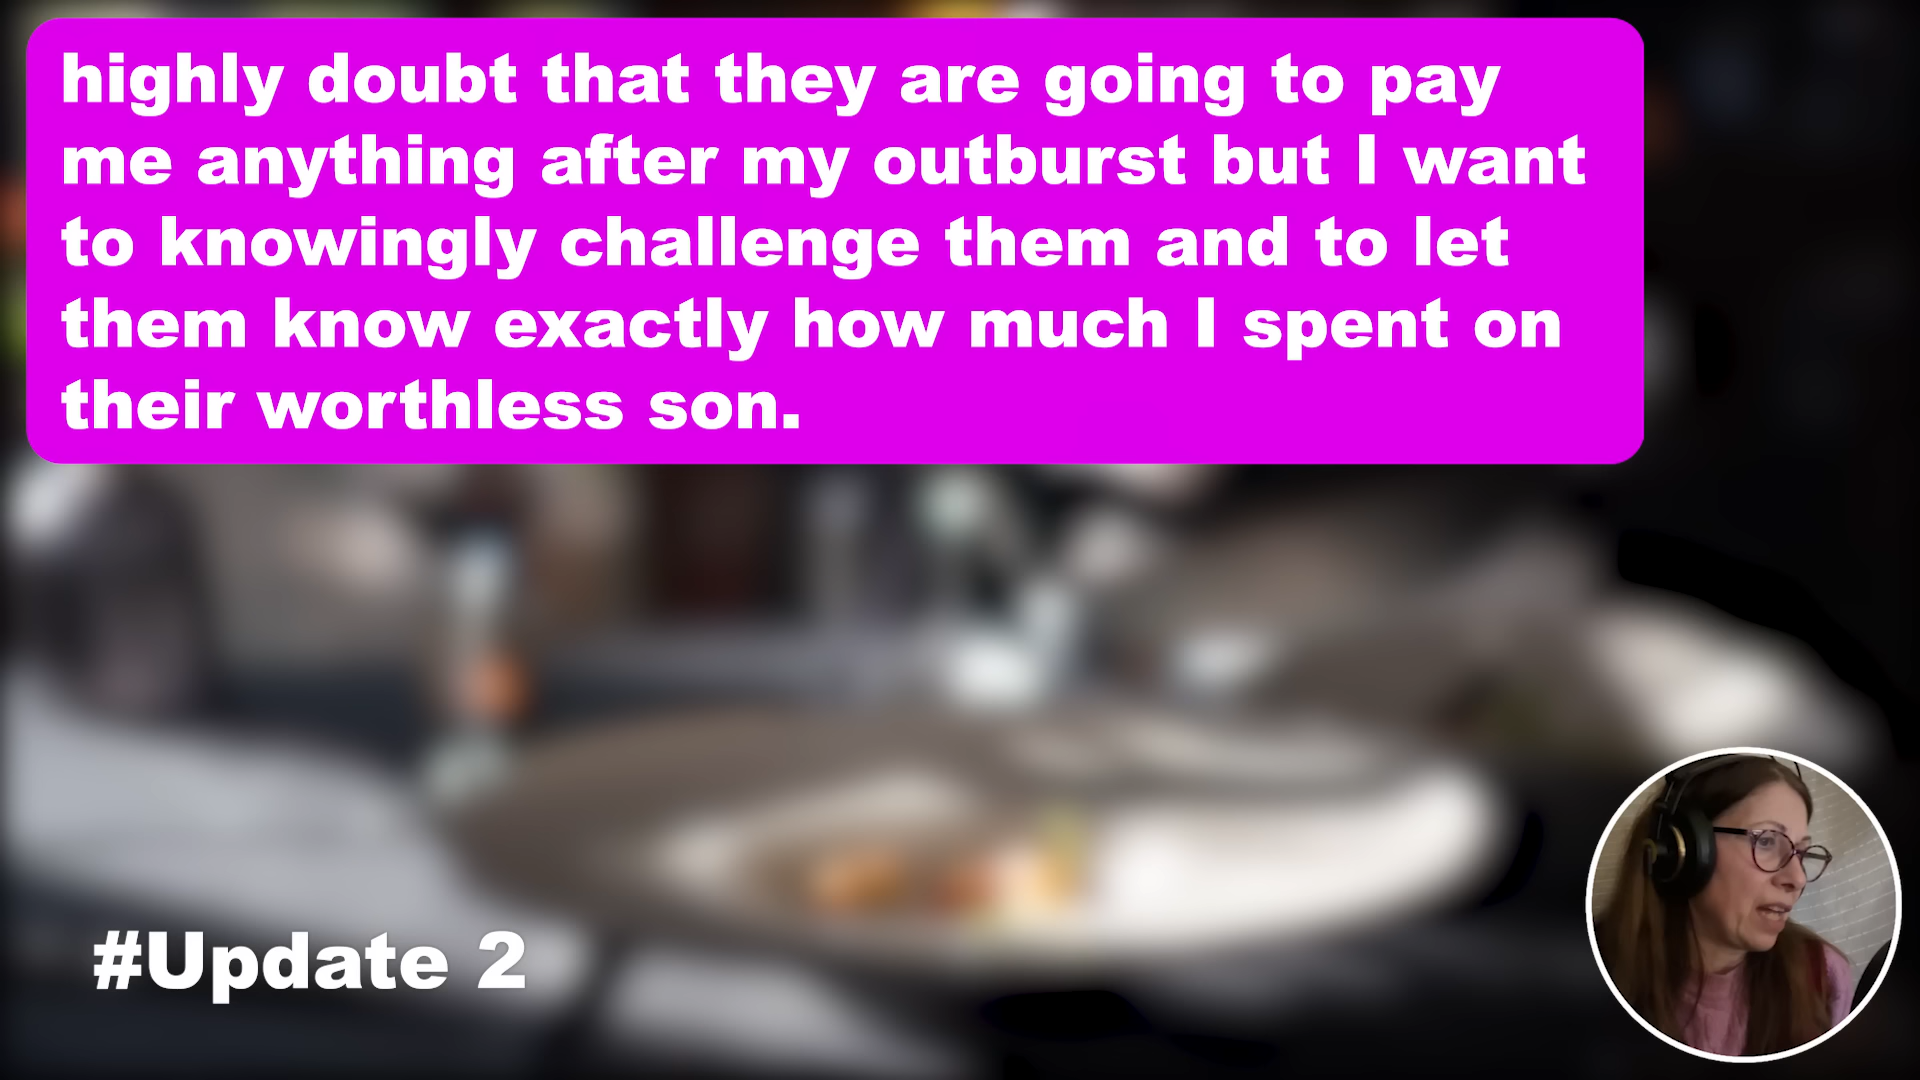 highly doubt that they are going to pay
me anything after my outburst but I want
to knowingly challenge them and to let
them know exactly how much I spent on
their worthless son.
#Update 2